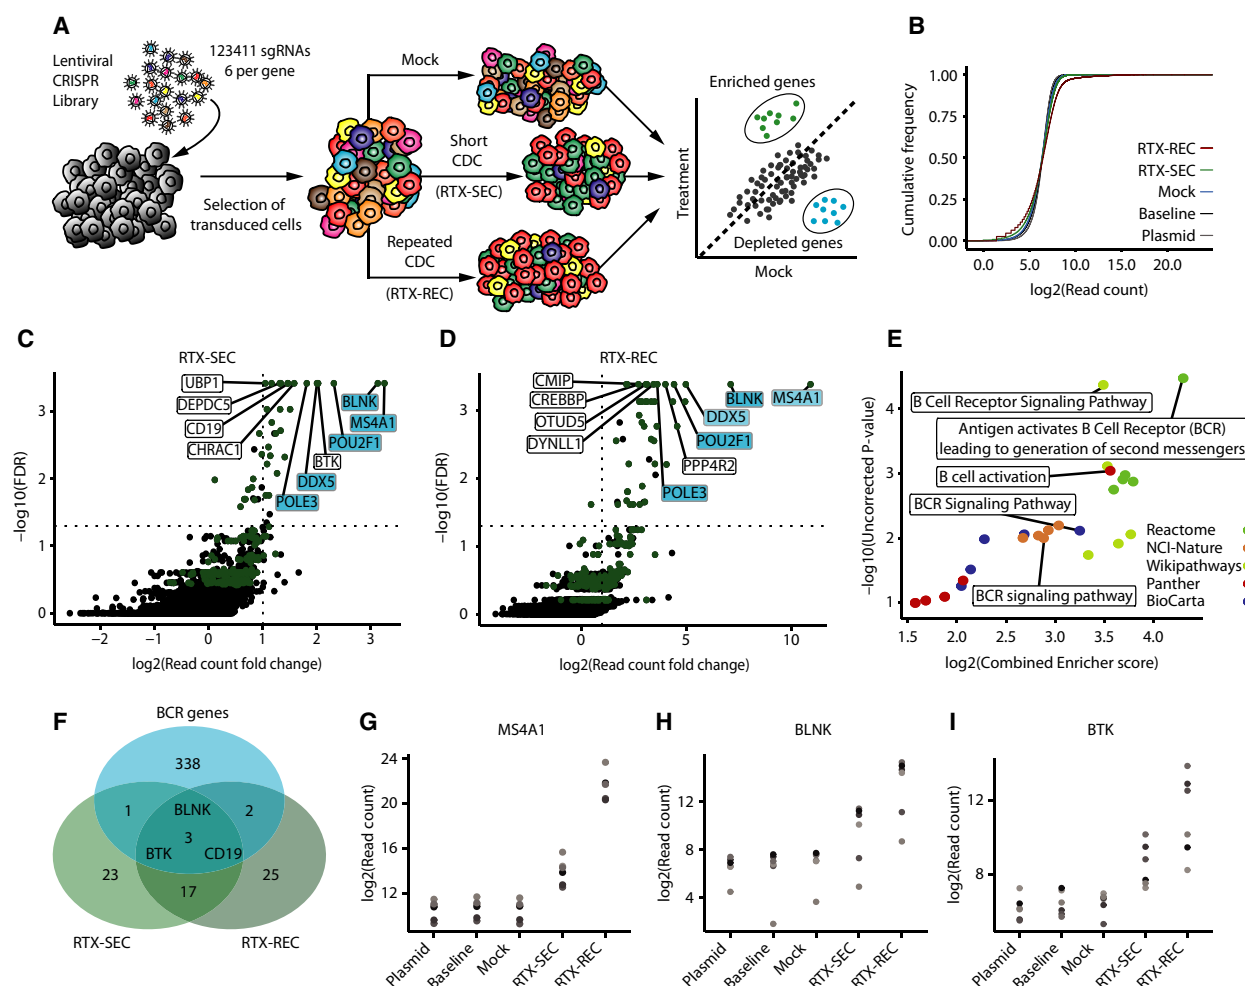 A
Lentiviral
CRISPR
Library
123411 sgRNAs
6 per gene
Selection of
transduced cells
Mock
Short
CDC
(RTX-SEC)
Repeated
CDC
(RTX-REC)
Enriched genes
Depleted genes
Treatment
Mock
B
Cumulative frequency
1.00
0.75
0.50
0.25
0.00
RTX-REC
RTX-SEC
Mock
Baseline
Plasmid
0.0 5.0 10.0 15.0 20.0
log2(Read count)
C
RTX-SEC
UBP1
DEPDC5
CD19
CHRAC1
BLNK
MS4A1
POU2F1
BTK
DDX5
POLE3
−log10(FDR)
3
2
1
0
−2 −1 0 1 2 3
log2(Read count fold change)
D
RTX-REC
CMIP
CREBBP
OTUD5
DYNLL1
BLNK
MS4A1
DDX5
POU2F1
PPP4R2
POLE3
−log10(FDR)
3
2
1
0
0 5 10
log2(Read count fold change)
E
−log10(Uncorrected P-value)
4
3
2
1
B Cell Receptor Signaling Pathway
Antigen activates B Cell Receptor (BCR)
leading to generation of second messengers
B cell activation
BCR Signaling Pathway
BCR signaling pathway
Reactome
NCI-Nature
Wikipathways
Panther
BioCarta
1.5 2.0 2.5 3.0 3.5 4.0
log2(Combined Enricher score)
F
BCR genes
338
1
BLNK
2
3
BTK
CD19
23
17
25
RTX-SEC
RTX-REC
G
MS4A1
log2(Read count)
24
20
16
12
Plasmid
Baseline
Mock
RTX-SEC
RTX-REC
H
BLNK
log2(Read count)
12
8
4
Plasmid
Baseline
Mock
RTX-SEC
RTX-REC
I
BTK
log2(Read count)
12
8
Plasmid
Baseline
Mock
RTX-SEC
RTX-REC